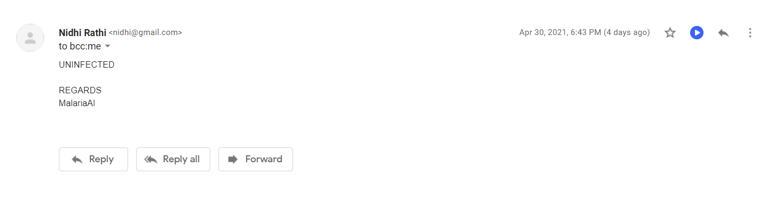 Nidhi Rathi <nidhi@gmail.com> Apr 30, 2021, 6:43 PM (4 days ago)
to bcc:me
UNINFECTED
REGARDS
MalariaAI
Reply Reply all Forward